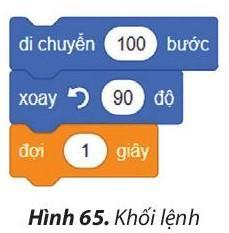 di chuyển 100 bước
xoay 90 độ
đợi 1 giây
Hình 65. Khối lệnh